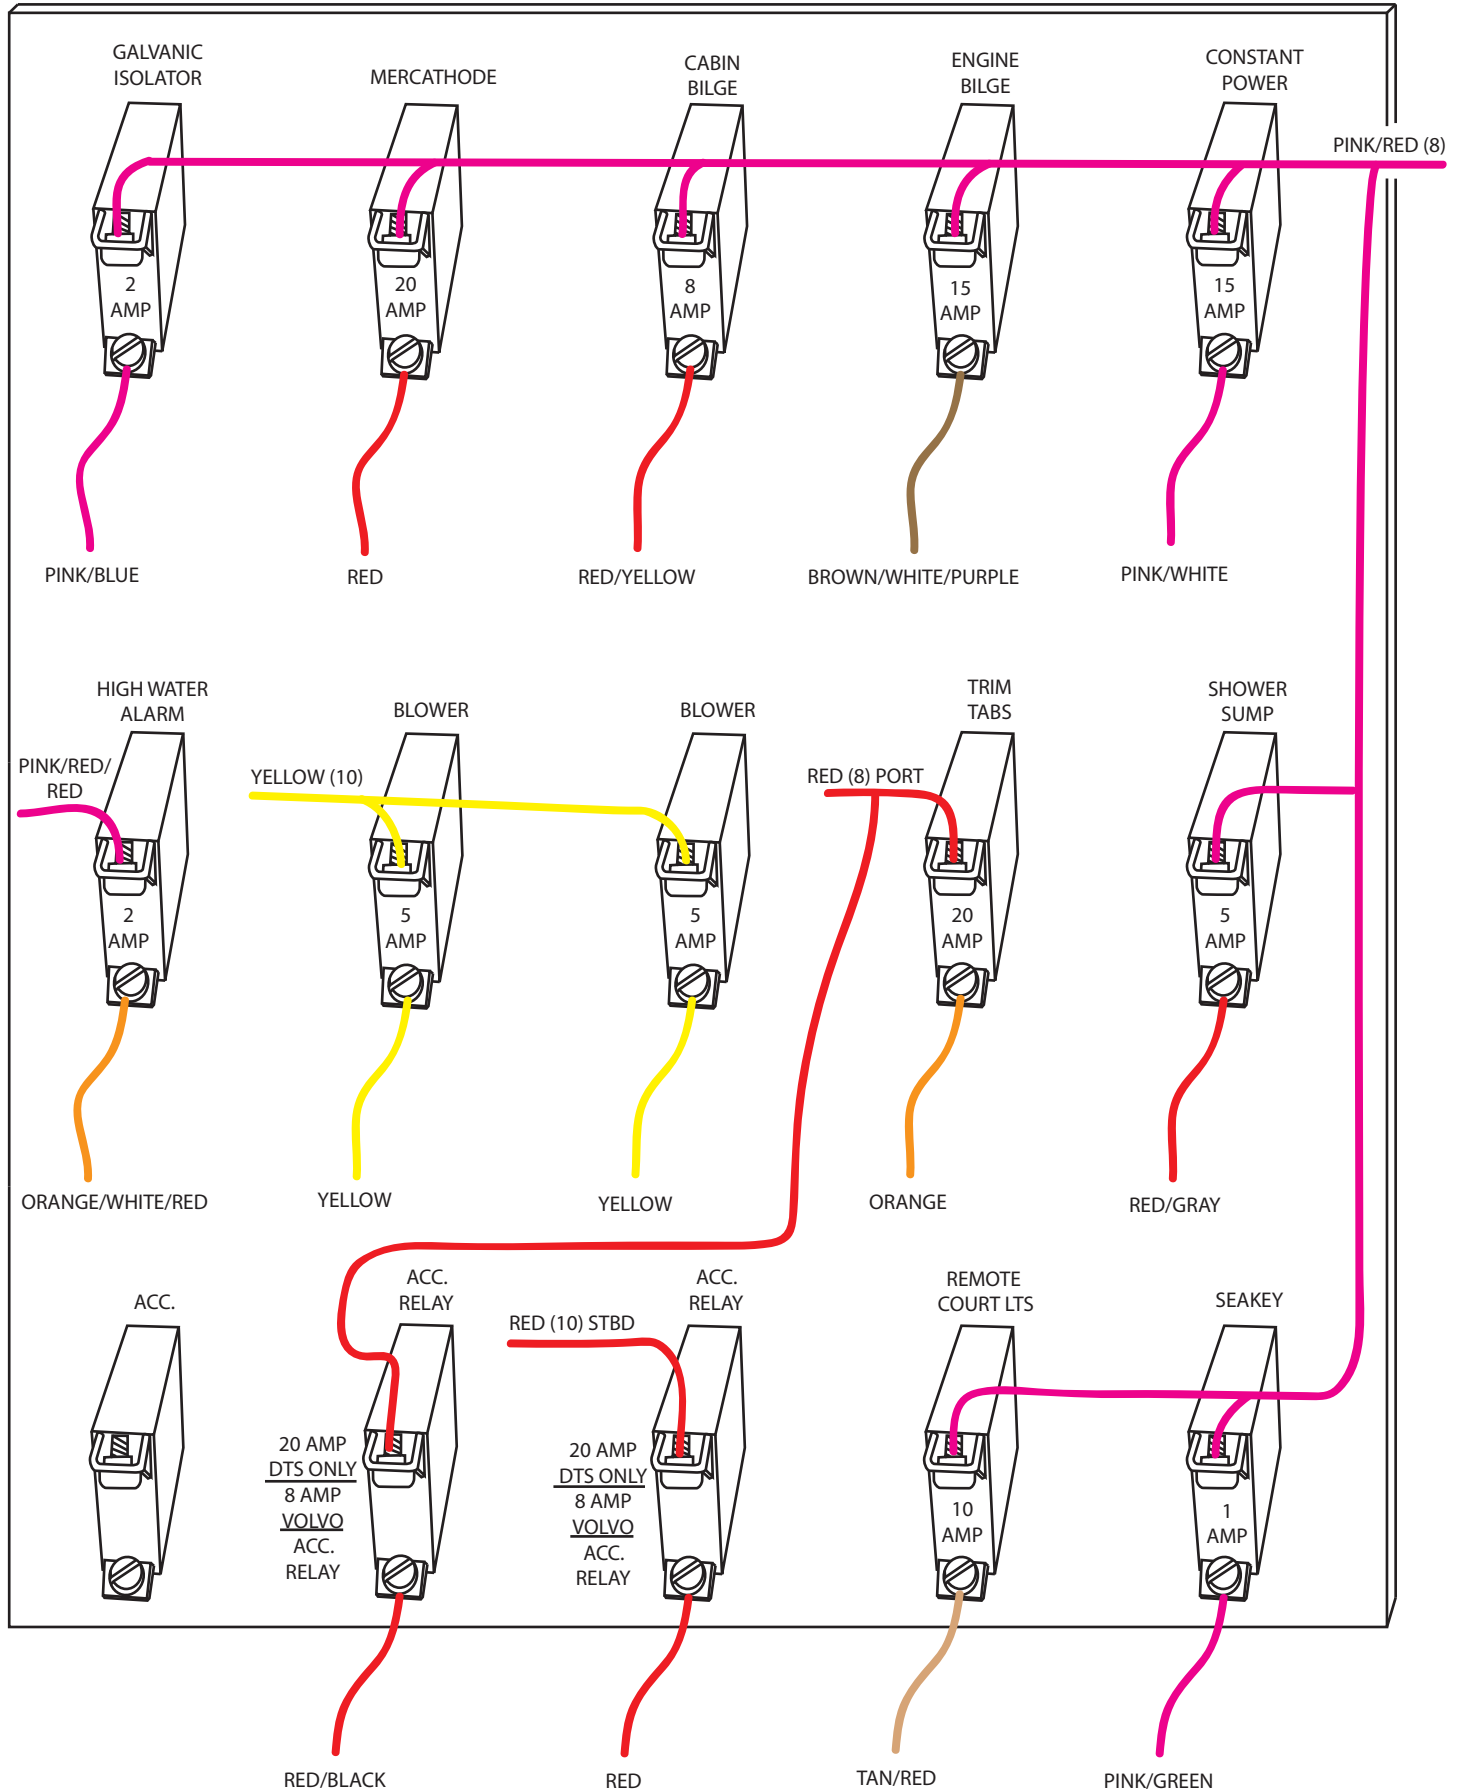 GALVANIC
ISOLATOR
MERCATHODE
CABIN
BILGE
ENGINE
BILGE
CONSTANT
POWER
PINK/RED (8)
2
AMP
20
AMP
8
AMP
15
AMP
15
AMP
PINK/BLUE
RED
RED/YELLOW
BROWN/WHITE/PURPLE
PINK/WHITE
HIGH WATER
ALARM
BLOWER
BLOWER
TRIM
TABS
SHOWER
SUMP
PINK/RED/
RED
YELLOW (10)
RED (8) PORT
2
AMP
5
AMP
5
AMP
20
AMP
5
AMP
ORANGE/WHITE/RED
YELLOW
YELLOW
ORANGE
RED/GRAY
ACC.
ACC.
RELAY
ACC.
RELAY
REMOTE
COURT LTS
SEAKEY
RED (10) STBD
20 AMP
DTS ONLY
8 AMP
VOLVO
ACC.
RELAY
20 AMP
DTS ONLY
8 AMP
VOLVO
ACC.
RELAY
10
AMP
1
AMP
RED/BLACK
RED
TAN/RED
PINK/GREEN